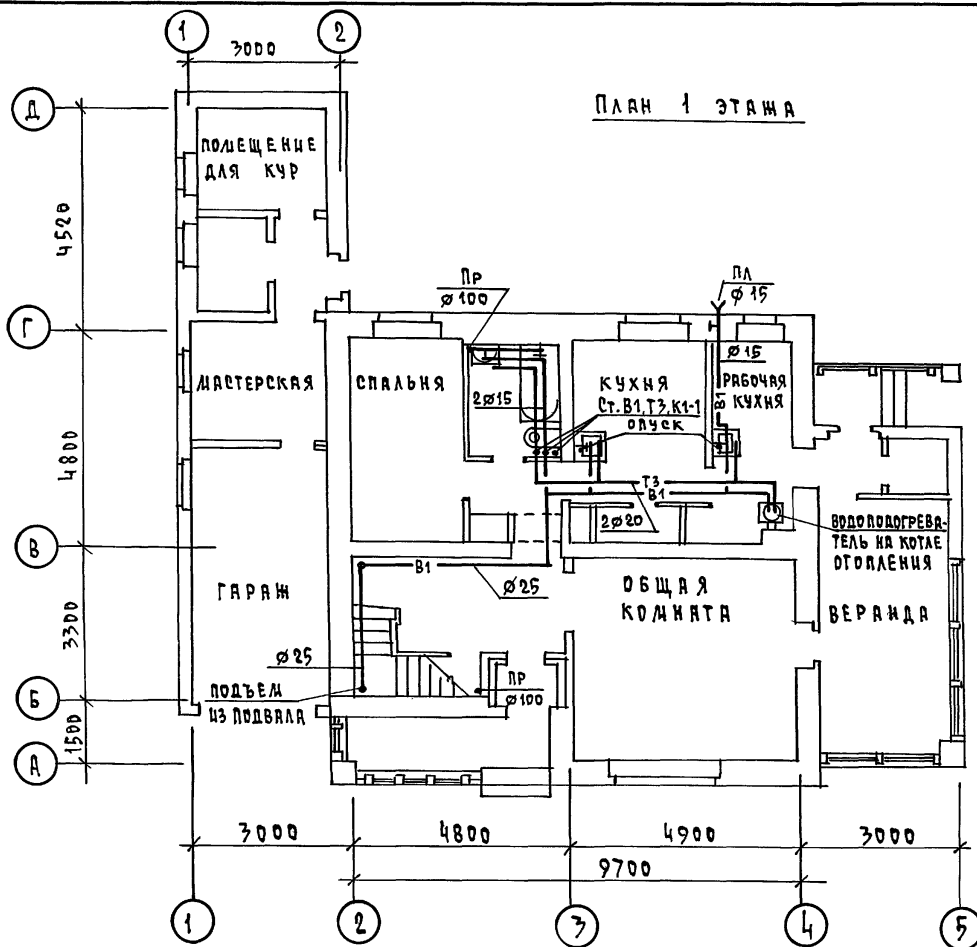 1
2
3000
План 1 этажа
Д
Помещение
для кур
4520
Пр
Ø100
Пл
Ø15
Г
Ø15
Мастерская
Спальня
2Ø15
Кухня
Ст. В1, Т3, К1-1
опуск
Рабочая
кухня
В1
4800
Т3
В1
2Ø20
Водоподогрева-
тель на котле
отопления
В
В1
Ø25
Гараж
Общая
комната
Веранда
3300
Ø25
Подъем
из подвала
Пр
Ø100
Б
1500
А
3000
4800
4900
3000
9700
1
2
3
4
5